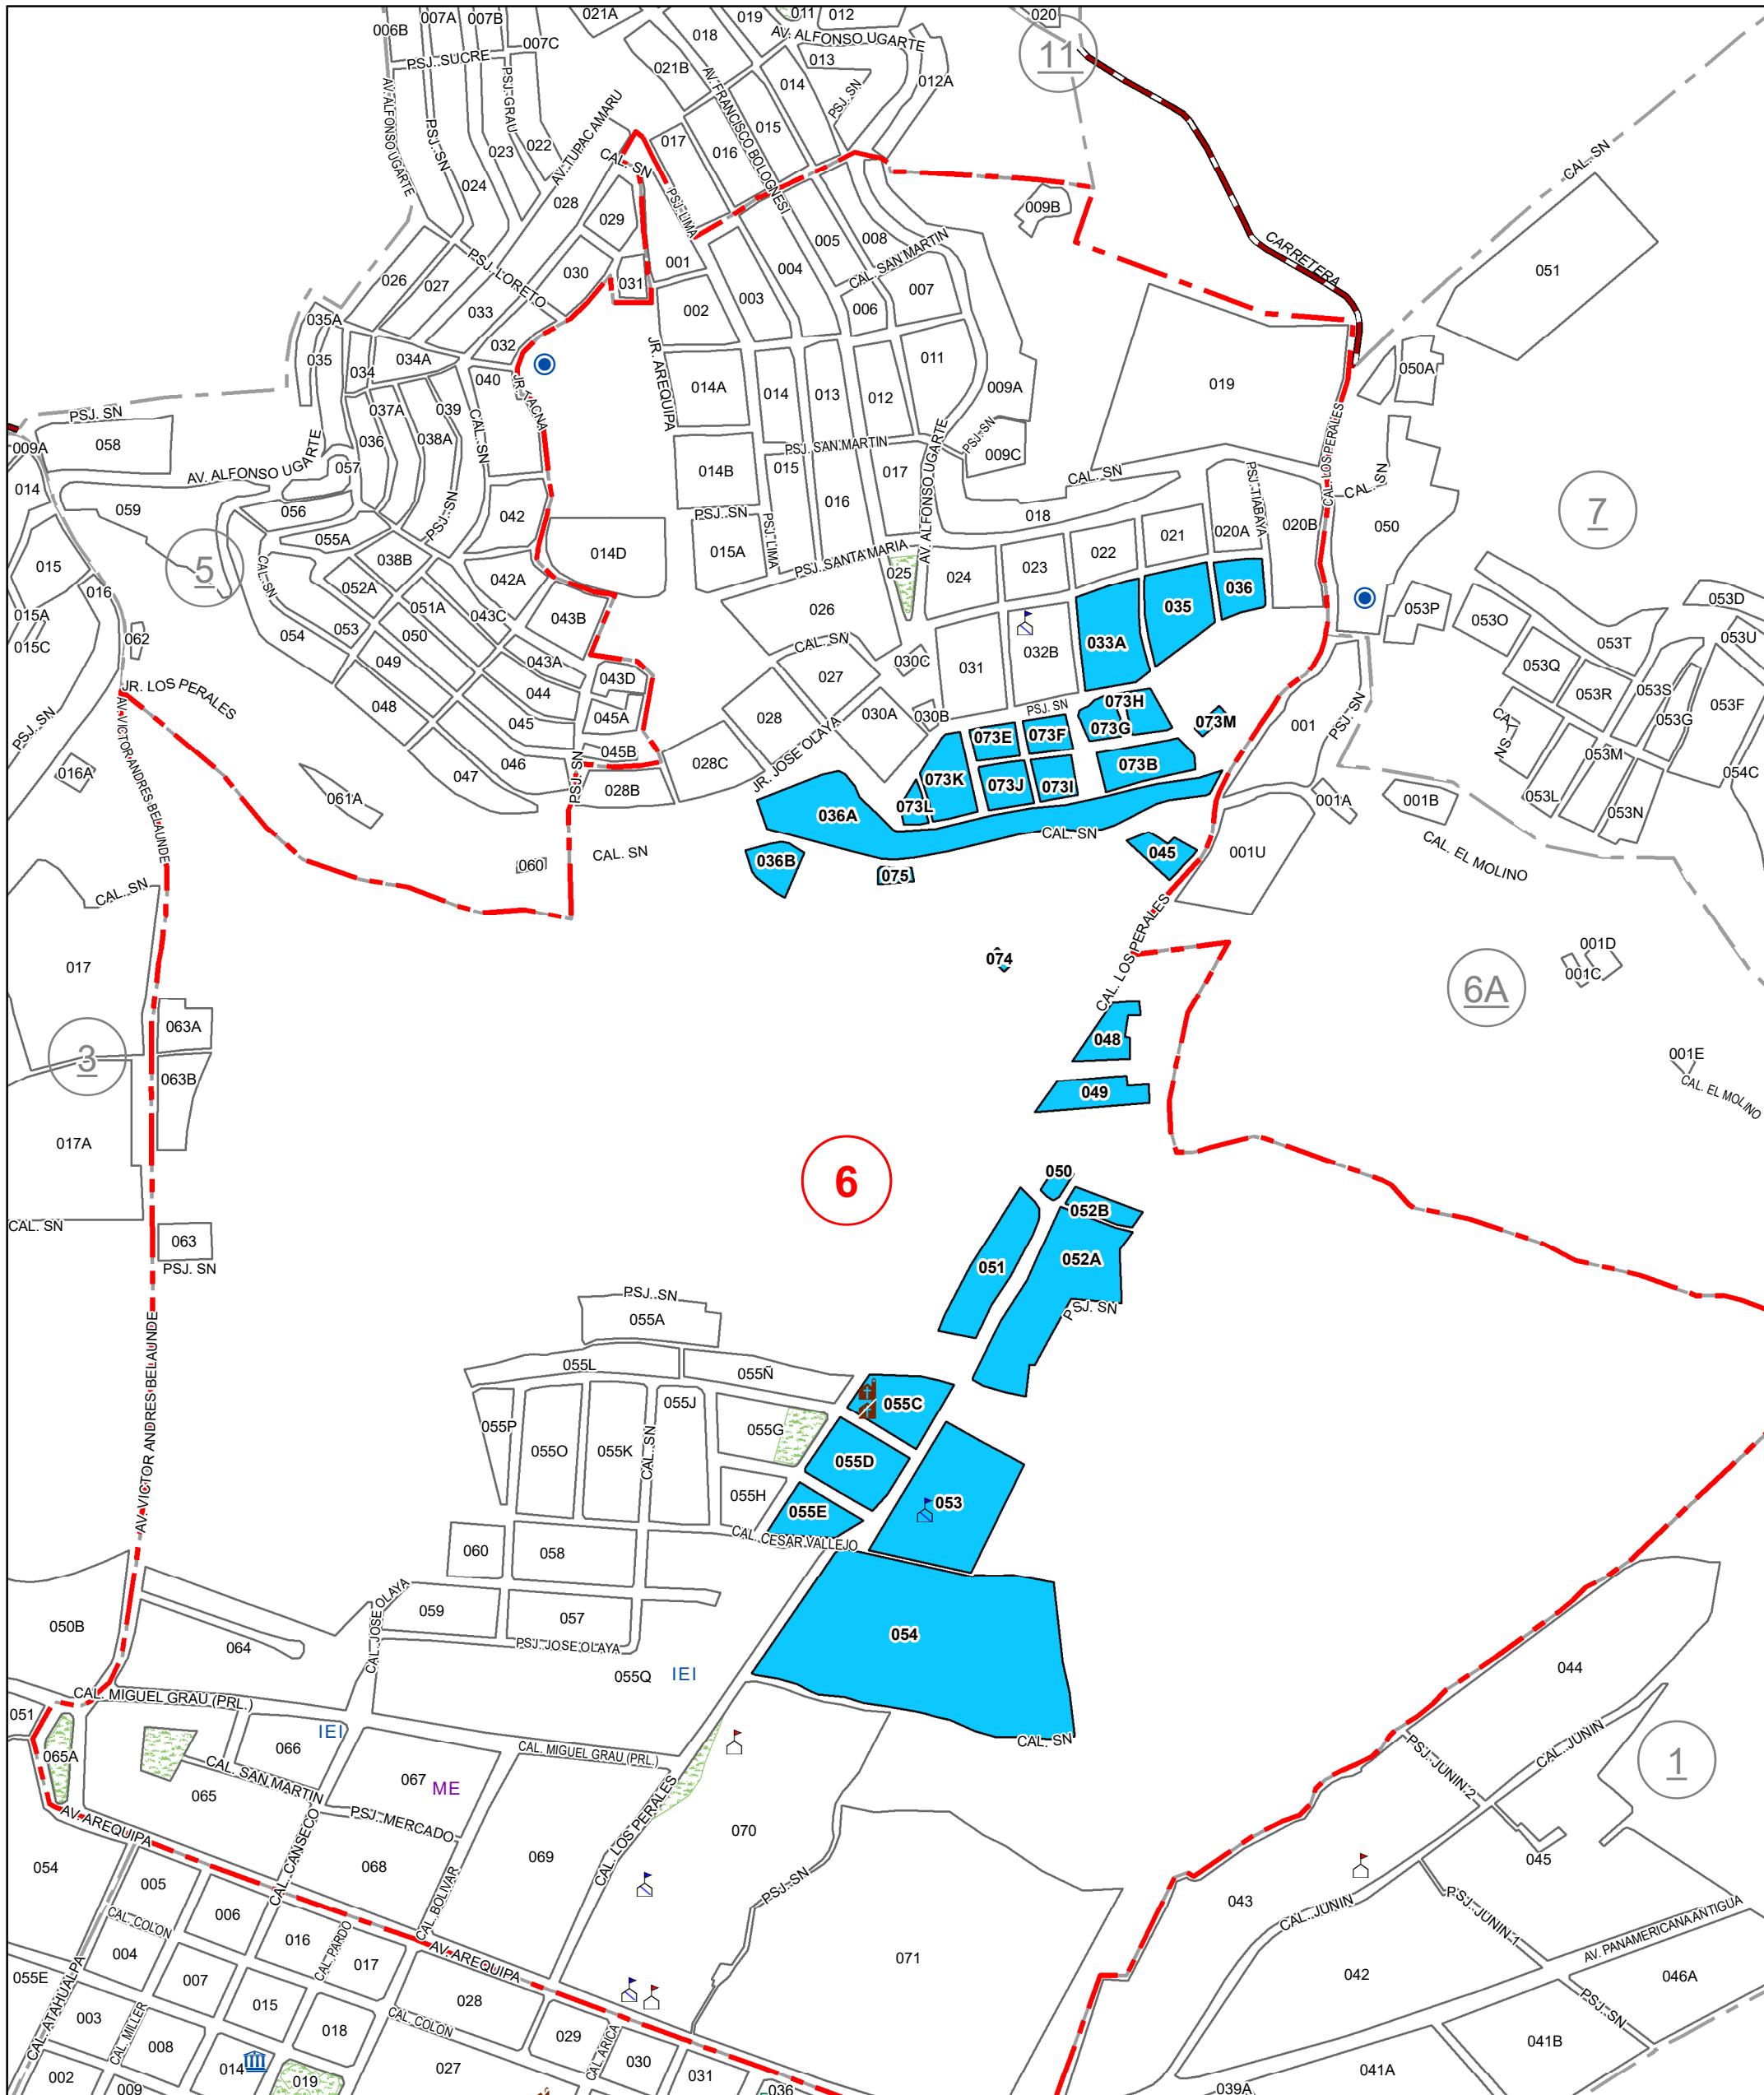 007A
007B
021A
019
011
012
020
006B
018
AV. ALFONSO UGARTE
11
007C
PSJ. SUCRE
013
021B
AV. FRANCISCO BOLOGNESI
014
012A
AV. ALFONSO UGARTE
PSJ. GRAU
PSJ. SN
AV. TUPAC AMARU
PSJ. SN
015
017
022
023
016
CAL. SN
CAL. SN
024
028
PSJ. LIMA
029
009B
005
008
CAL. SAN MARTIN
CARRETERA
001
004
PSJ. LORETO
030
031
026
027
051
007
003
002
006
033
035A
032
JR. AREQUIPA
011
035
034
034A
040
050A
019
JR. TACNA
014A
014
013
012
009A
037A
039
CAL. SN
PSJ. SN
CAL. LOS PERALES
036
038A
009A
058
AV. ALFONSO UGARTE
PSJ. SAN MARTIN
AV. ALFONSO UGARTE
PSJ. SN
009C
057
014B
015
017
CAL. SN
PSJ. TIABAYA
CAL. SN
014
059
056
PSJ. SN
042
016
PSJ. SN
018
7
020A
020B
050
055A
014D
PSJ. LIMA
021
015A
PSJ. SANTA MARIA
022
038B
5
015
CAL. SN
042A
025
024
023
052A
036
016
051A
043C
043B
026
035
053P
053O
053D
015A
053
050
054
062
053T
053U
015C
CAL. SN
033A
043A
030C
031
032B
053Q
049
043D
027
JR. LOS PERALES
044
053R
053S
048
PSJ. SN
073H
045A
028
030A
030B
073G
073M
001
PSJ. SN
053G
053F
PSJ. SN
045
073E
073F
CAL. SN
AV. VICTOR ANDRES BELAUNDE
045B
JR. JOSE OLAYA
053M
046
028C
073B
016A
047
PSJ. SN
073K
073J
073I
054C
028B
061A
073L
001A
001B
053L
053N
036A
CAL. SN
CAL. SN
045
001U
CAL. EL MOLINO
036B
060
075
CAL. SN
CAL. LOS PERALES
001D
074
017
001C
6A
063A
048
3
001E
063B
049
CAL. EL MOLINO
017A
6
050
052B
CAL. SN
063
052A
051
PSJ. SN
PSJ. SN
PSJ. SN
055A
AV. VICTOR ANDRES BELAUNDE
055L
055Ñ
055J
055C
055P
055G
055O
055K
CAL. SN
055D
055H
053
055E
CAL. CESAR VALLEJO
060
058
CAL. JOSE OLAYA
059
057
050B
054
064
PSJ. JOSE OLAYA
044
055Q
IEI
CAL. MIGUEL GRAU (PRL.)
051
IEI
CAL. SN
066
CAL. MIGUEL GRAU (PRL.)
065A
CAL. SAN MARTIN
067
ME
PSJ. JUNIN 2
CAL. JUNIN
1
065
PSJ. MERCADO
CAL. LOS PERALES
AV. AREQUIPA
CAL. CANSECO
070
069
045
054
068
005
PSJ. SN
CAL. BOLIVAR
043
PSJ. JUNIN 1
CAL. JUNIN
006
CAL. COLON
016
CAL. PARDO
AV. PANAMERICANA ANTIGUA
004
AV. AREQUIPA
017
071
055E
007
042
046A
CAL. ATAHUALPA
028
015
003
PSJ. SN
CAL. MILLER
018
CAL. COLON
029
CAL. ARICA
041B
008
014
030
027
031
041A
002
019
009
039A
036